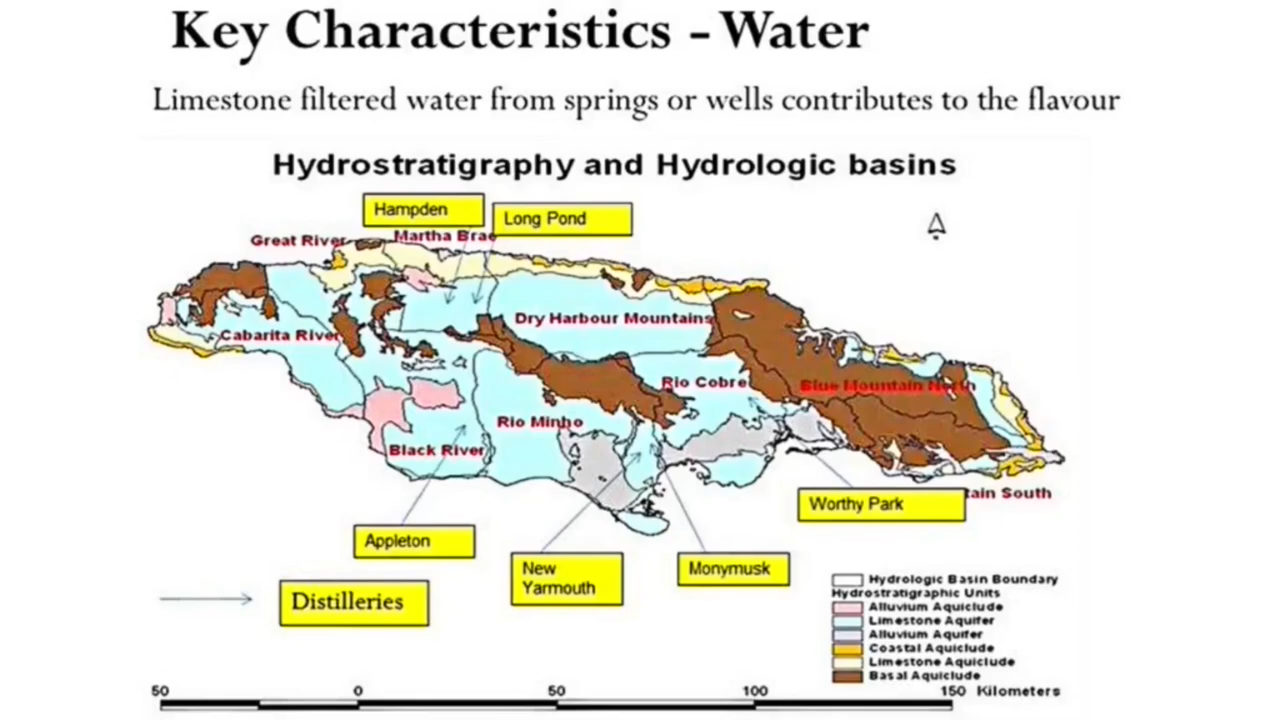 Key Characteristics - Water
Limestone filtered water from springs or wells contributes to the flavour
Hydrostratigraphy and Hydrologic basins
Hampden
Long Pond
Great River
Martha Brae
Dry Harbour Mountains
Cabarita River
Rio Cobre
Blue Mountain North
Rio Minho
Black River
Worthy Park
tain South
Appleton
New
Yarmouth
Monymusk
Distilleries
Hydrologic Basin Boundary
Hydrostratigraphic Units
Alluvium Aquiclude
Limestone Aquifer
Alluvium Aquifer
Coastal Aquiclude
Limestone Aquiclude
Basal Aquiclude
50 0 50 100 150 Kilometers